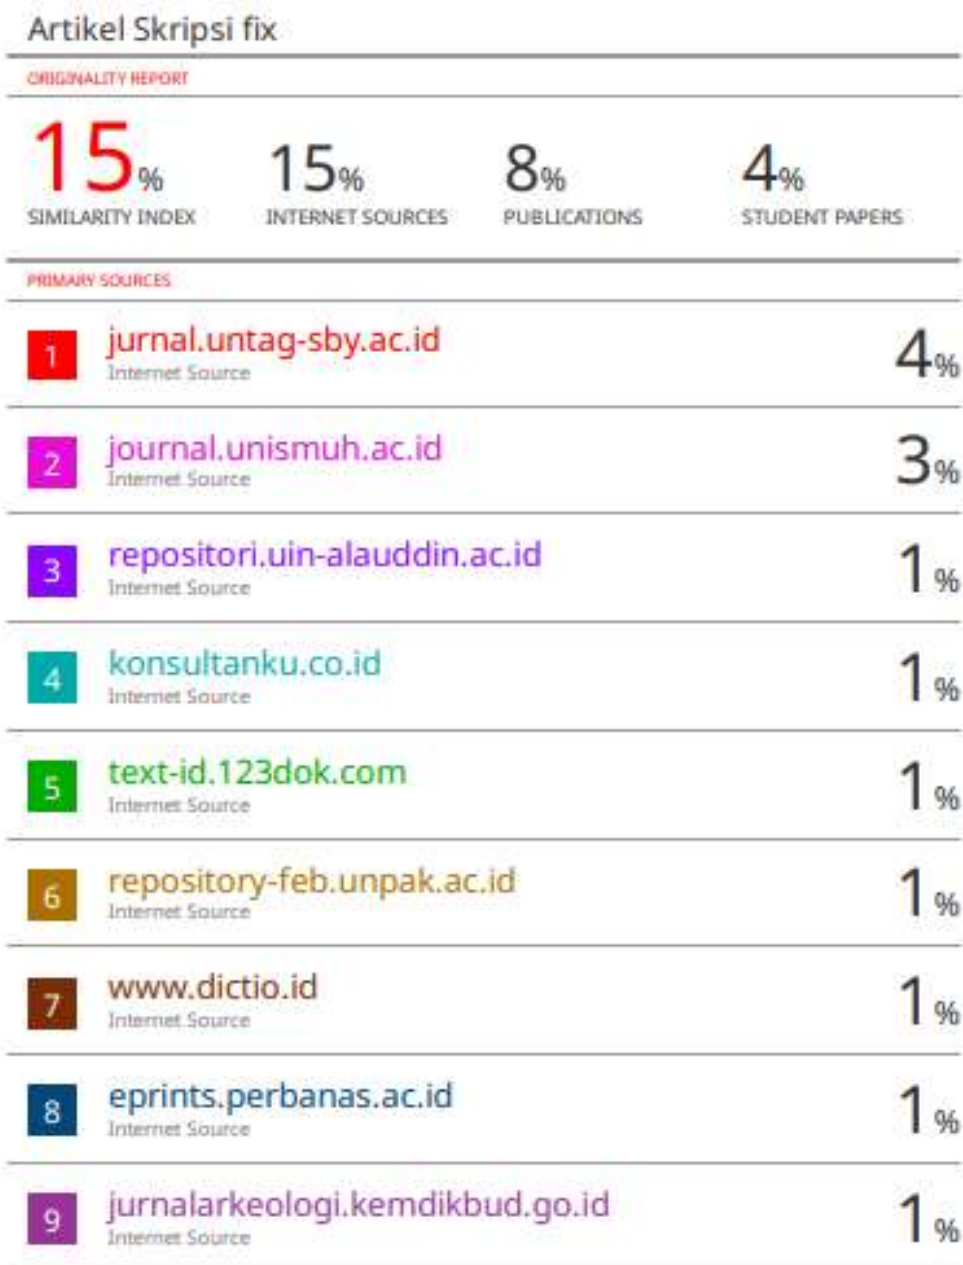 Artikel Skripsi fix
ORIGINALITY REPORT
15% 15% 8% 4%
SIMILARITY INDEX INTERNET SOURCES PUBLICATIONS STUDENT PAPERS
PRIMARY SOURCES
1 jurnal.untag-sby.ac.id 4%
Internet Source
2 journal.unismuh.ac.id 3%
Internet Source
3 repositori.uin-alauddin.ac.id 1%
Internet Source
4 konsultanku.co.id 1%
Internet Source
5 text-id.123dok.com 1%
Internet Source
6 repository-feb.unpak.ac.id 1%
Internet Source
7 www.dictio.id 1%
Internet Source
8 eprints.perbanas.ac.id 1%
Internet Source
9 jurnalarkeologi.kemdikbud.go.id 1%
Internet Source